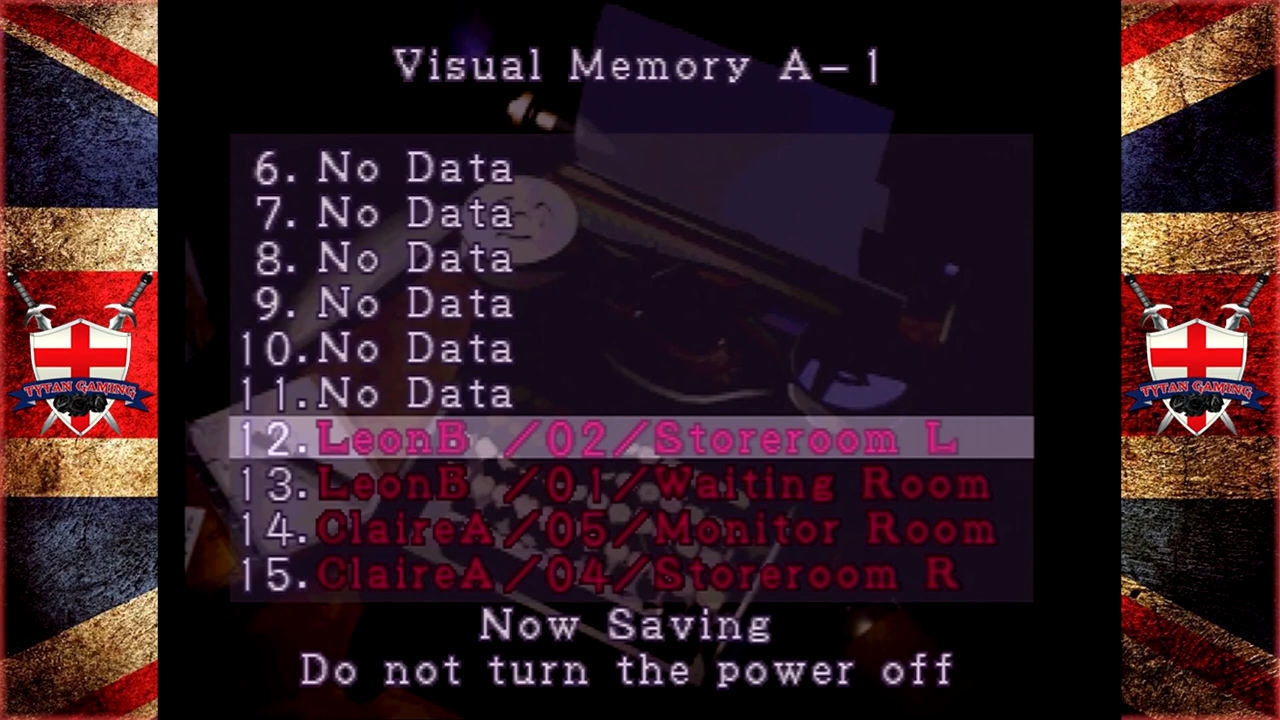 Visual Memory A-1
6. No Data
7. No Data
8. No Data
9. No Data
10. No Data
11. No Data
12. LeonB /02/Storeroom L
13. LeonB /01/Waiting Room
14. ClaireA/05/Monitor Room
15. ClaireA/04/Storeroom R
Now Saving
Do not turn the power off
TYTAN GAMING
TYTAN GAMING